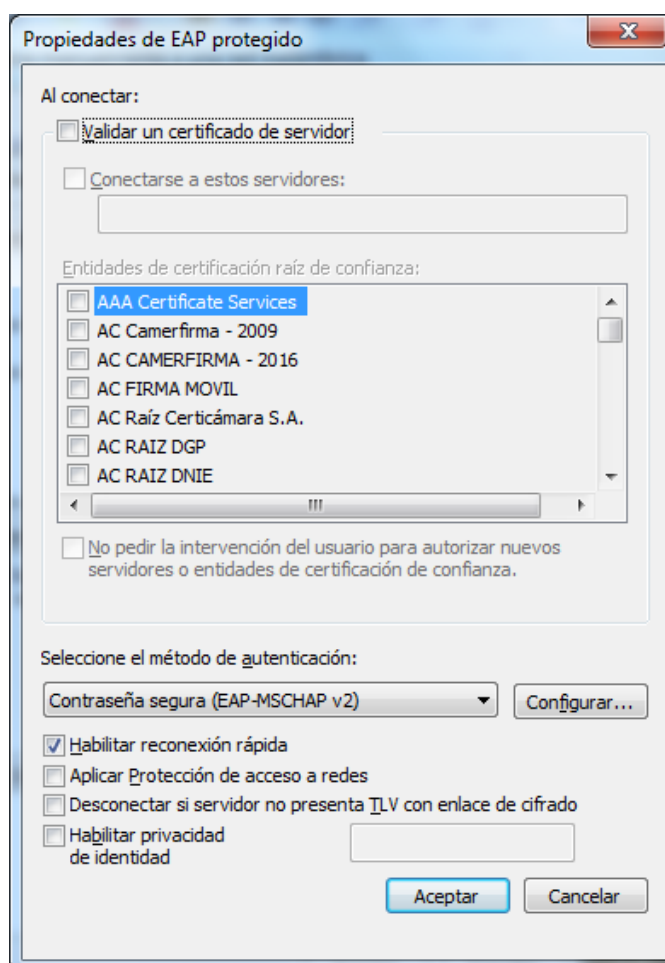 Propiedades de EAP protegido
Al conectar:
Validar un certificado de servidor
Conectarse a estos servidores:
Entidades de certificación raíz de confianza:
AAA Certificate Services
AC Camerfirma - 2009
AC CAMERFIRMA - 2016
AC FIRMA MOVIL
AC Raíz Certicámara S.A.
AC RAIZ DGP
AC RAIZ DNIE
No pedir la intervención del usuario para autorizar nuevos
servidores o entidades de certificación de confianza.
Seleccione el método de autenticación:
Contraseña segura (EAP-MSCHAP v2)
Configurar...
Habilitar reconexión rápida
Aplicar Protección de acceso a redes
Desconectar si servidor no presenta TLV con enlace de cifrado
Habilitar privacidad
de identidad
Aceptar
Cancelar